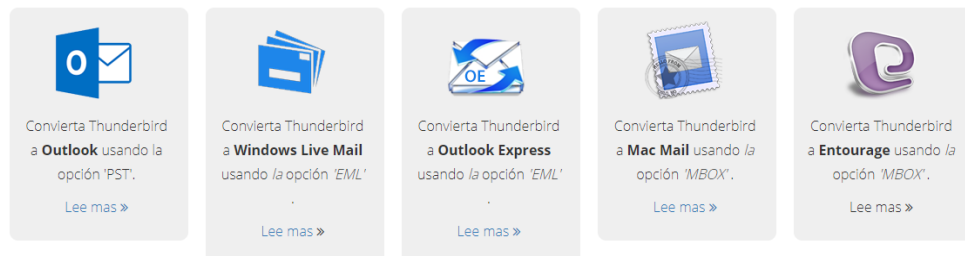 Convierta Thunderbird
a Outlook usando la
opción 'PST'.
Lee mas »
Convierta Thunderbird
a Windows Live Mail
usando la opción 'EML'
.
Lee mas »
OE
Convierta Thunderbird
a Outlook Express
usando la opción 'EML'
.
Lee mas »
Convierta Thunderbird
a Mac Mail usando la
opción 'MBOX' .
Lee mas »
Convierta Thunderbird
a Entourage usando la
opción 'MBOX' .
Lee mas »